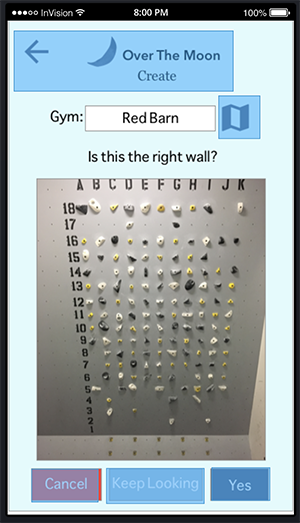 InVision 8:00 PM 100%
Over The Moon
Create
Gym: Red Barn
Is this the right wall?
A B C D E F G H I J K
18
17
16
15
14
13
12
11
10
9
8
7
6
5
4
3
2
1
Cancel Keep Looking Yes